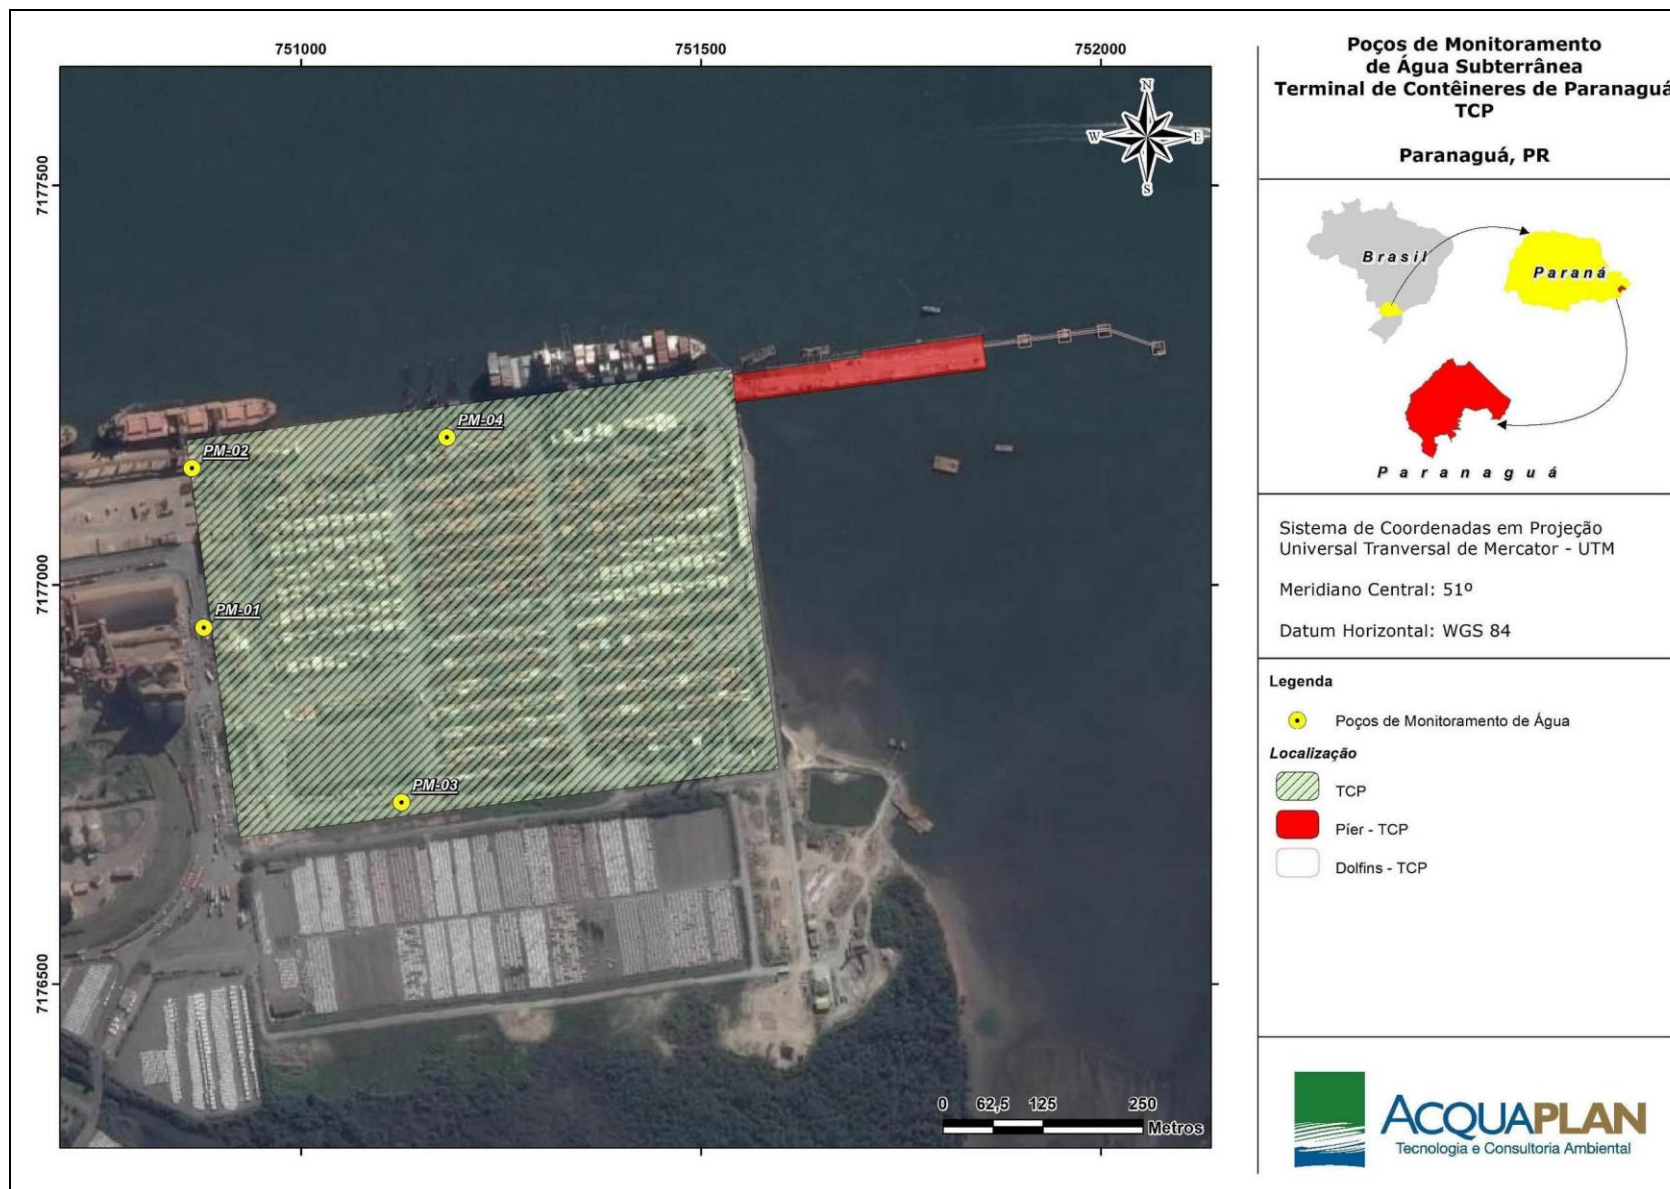 751000
751500
752000
7177500
7177000
7176500
N
W
E
S
PM-04
PM-02
PM-01
PM-03
0 62,5 125 250
Metros
Poços de Monitoramento
de Água Subterrânea
Terminal de Contêineres de Paranaguá
TCP
Paranaguá, PR
Brasil
Paraná
Paranaguá
Sistema de Coordenadas em Projeção
Universal Tranversal de Mercator - UTM
Meridiano Central: 51º
Datum Horizontal: WGS 84
Legenda
Poços de Monitoramento de Água
Localização
TCP
Píer - TCP
Dolfins - TCP
ACQUAPLAN
Tecnologia e Consultoria Ambiental